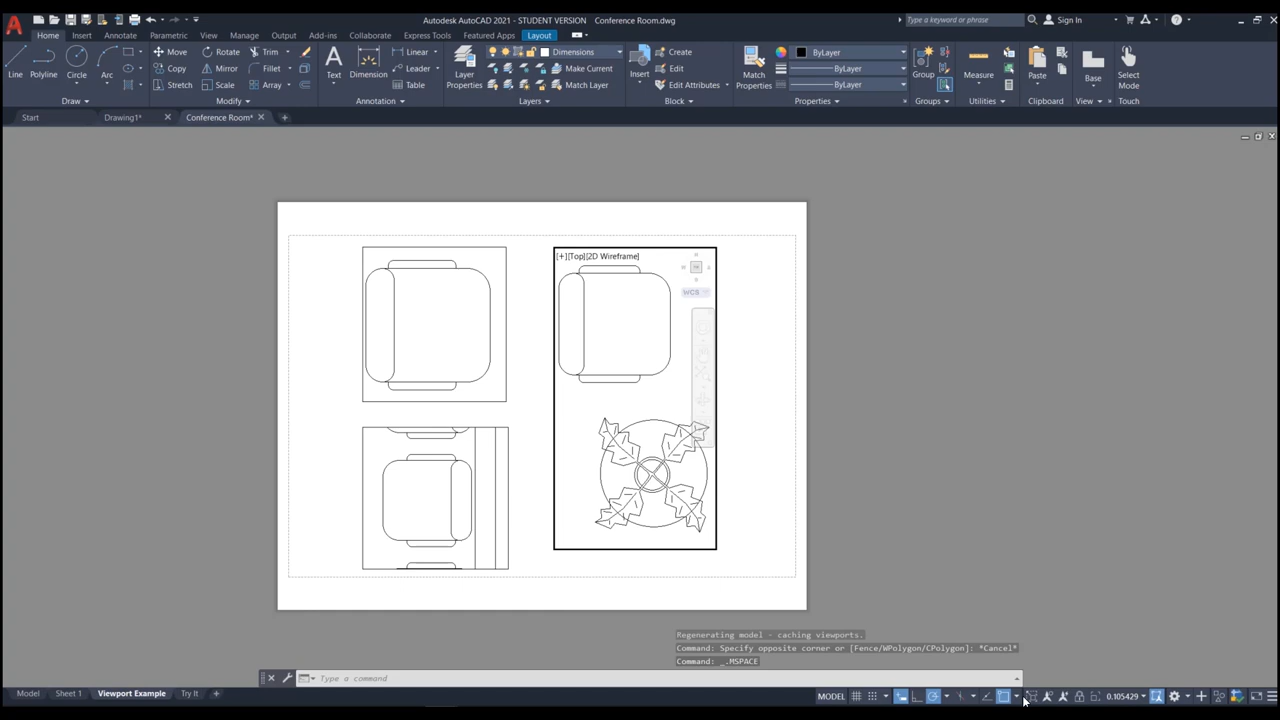 Autodesk AutoCAD 2021 - STUDENT VERSION Conference Room.dwg
Type a keyword or phrase
Sign In
Home Insert Annotate Parametric View Manage Output Add-ins Collaborate Express Tools Featured Apps Layout
Line Polyline Circle Arc
Move Rotate Trim
Copy Mirror Fillet
Stretch Scale Array
Text Dimension
Linear
Leader
Table
Layer Properties
Dimensions
Make Current
Match Layer
Insert
Create
Edit
Edit Attributes
Match Properties
ByLayer
ByLayer
ByLayer
Group
Measure
Paste
Base
Select Mode
Draw Modify Annotation Layers Block Properties Groups Utilities Clipboard View Touch
Start Drawing1* Conference Room*
[+][Top][2D Wireframe]
WCS
Regenerating model - caching viewports.
Command: Specify opposite corner or [Fence/WPolygon/CPolygon]: *Cancel*
Command: _.MSPACE
Type a command
Model Sheet 1 Viewport Example Try It
MODEL
0.105429